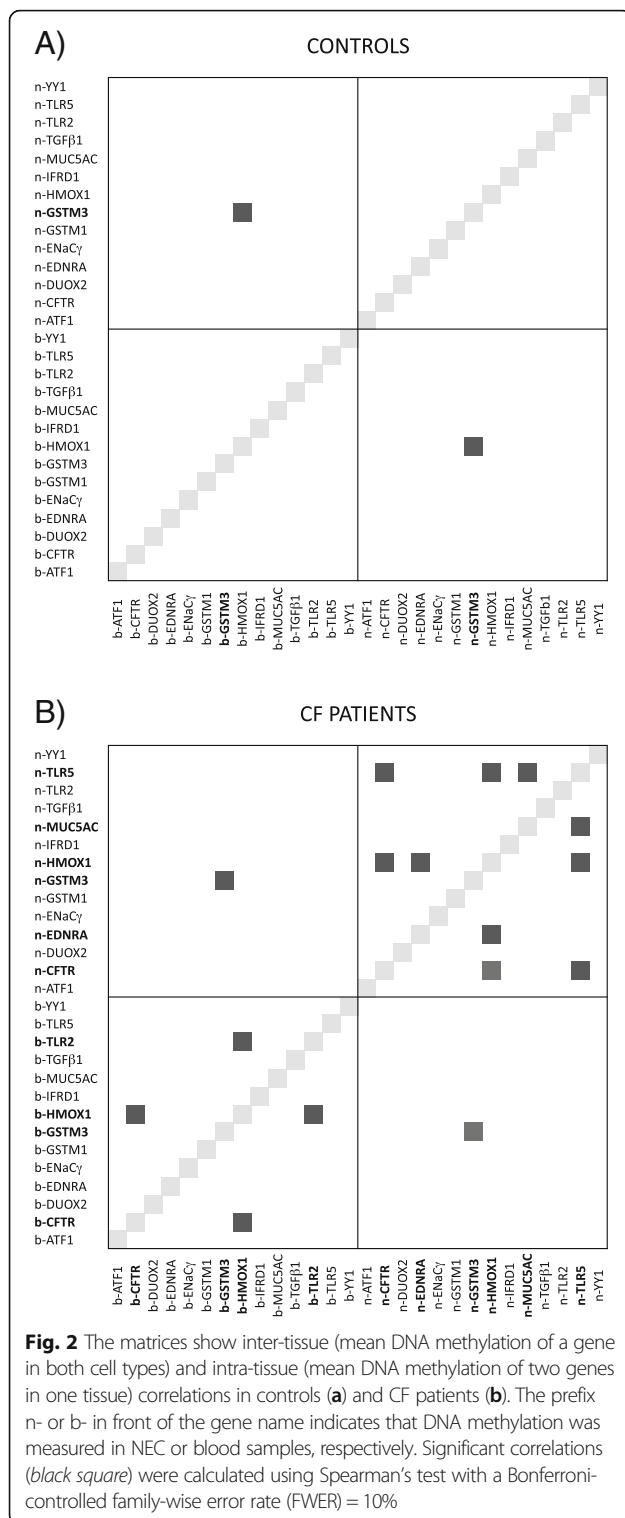 A)
CONTROLS
n-YY1
n-TLR5
n-TLR2
n-TGFβ1
n-MUC5AC
n-IFRD1
n-HMOX1
n-GSTM3
n-GSTM1
n-ENaCγ
n-EDNRA
n-DUOX2
n-CFTR
n-ATF1
b-YY1
b-TLR5
b-TLR2
b-TGFβ1
b-MUC5AC
b-IFRD1
b-HMOX1
b-GSTM3
b-GSTM1
b-ENaCγ
b-EDNRA
b-DUOX2
b-CFTR
b-ATF1
b-ATF1
b-CFTR
b-DUOX2
b-EDNRA
b-ENaCγ
b-GSTM1
b-GSTM3
b-HMOX1
b-IFRD1
b-MUC5AC
b-TGFβ1
b-TLR2
b-TLR5
b-YY1
n-ATF1
n-CFTR
n-DUOX2
n-EDNRA
n-ENaCγ
n-GSTM1
n-GSTM3
n-HMOX1
n-IFRD1
n-MUC5AC
n-TGFb1
n-TLR2
n-TLR5
n-YY1
B)
CF PATIENTS
n-YY1
n-TLR5
n-TLR2
n-TGFβ1
n-MUC5AC
n-IFRD1
n-HMOX1
n-GSTM3
n-GSTM1
n-ENaCγ
n-EDNRA
n-DUOX2
n-CFTR
n-ATF1
b-YY1
b-TLR5
b-TLR2
b-TGFβ1
b-MUC5AC
b-IFRD1
b-HMOX1
b-GSTM3
b-GSTM1
b-ENaCγ
b-EDNRA
b-DUOX2
b-CFTR
b-ATF1
b-ATF1
b-CFTR
b-DUOX2
b-EDNRA
b-ENaCγ
b-GSTM1
b-GSTM3
b-HMOX1
b-IFRD1
b-MUC5AC
b-TGFβ1
b-TLR2
b-TLR5
b-YY1
n-ATF1
n-CFTR
n-DUOX2
n-EDNRA
n-ENaCγ
n-GSTM1
n-GSTM3
n-HMOX1
n-IFRD1
n-MUC5AC
n-TGFβ1
n-TLR2
n-TLR5
n-YY1
Fig. 2 The matrices show inter-tissue (mean DNA methylation of a gene
in both cell types) and intra-tissue (mean DNA methylation of two genes
in one tissue) correlations in controls (a) and CF patients (b). The prefix
n- or b- in front of the gene name indicates that DNA methylation was
measured in NEC or blood samples, respectively. Significant correlations
(black square) were calculated using Spearman's test with a Bonferroni-
controlled family-wise error rate (FWER) = 10%